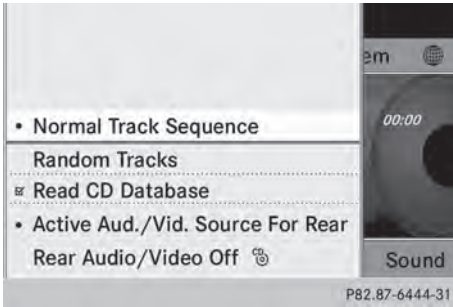 em
• Normal Track Sequence
00:00
Random Tracks
Read CD Database
• Active Aud./Vid. Source For Rear
Rear Audio/Video Off CD
Sound
P82.87-6444-31